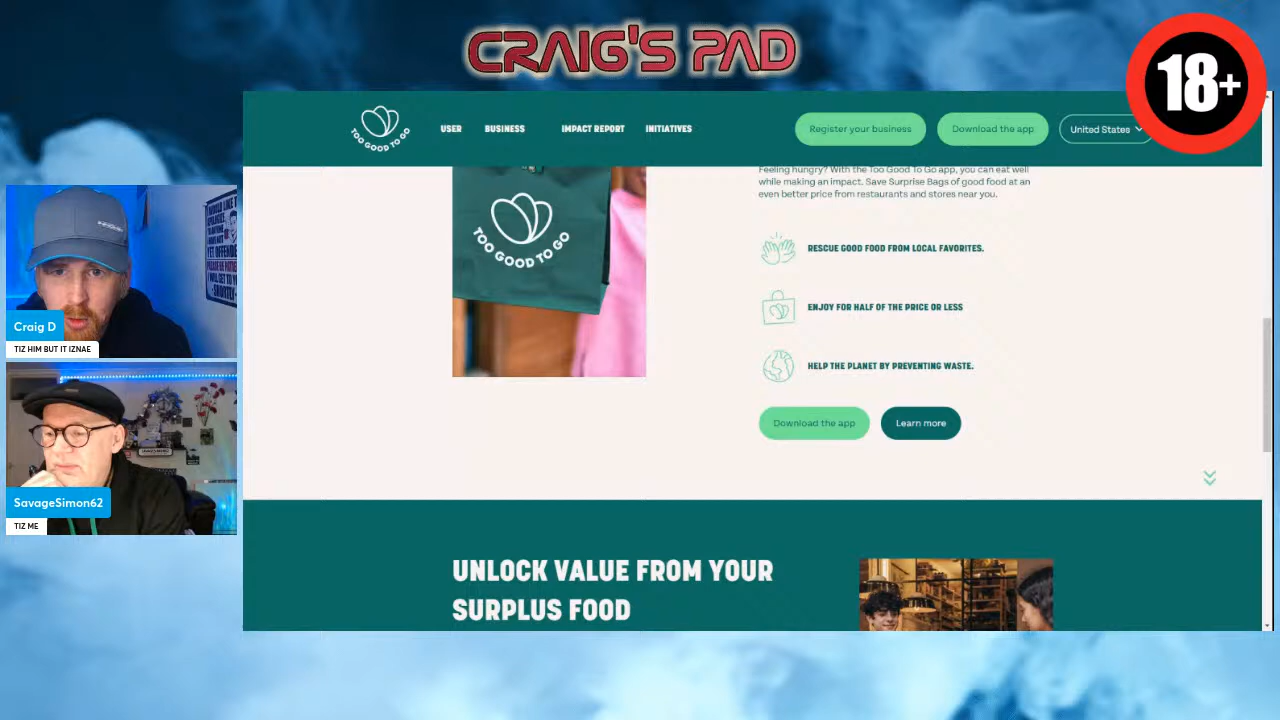 CRAIG'S PAD
18+
TOO GOOD TO GO
USER
BUSINESS
IMPACT REPORT
INITIATIVES
Register your business
Download the app
United States
Feeling hungry? With the Too Good To Go app, you can eat well
while making an impact. Save Surprise Bags of good food at an
even better price from restaurants and stores near you.
TOO GOOD TO GO
RESCUE GOOD FOOD FROM LOCAL FAVORITES.
ENJOY FOR HALF OF THE PRICE OR LESS
HELP THE PLANET BY PREVENTING WASTE.
Download the app
Learn more
UNLOCK VALUE FROM YOUR
SURPLUS FOOD
Craig D
TIZ HIM BUT IT IZNAE
SavageSimon62
TIZ ME